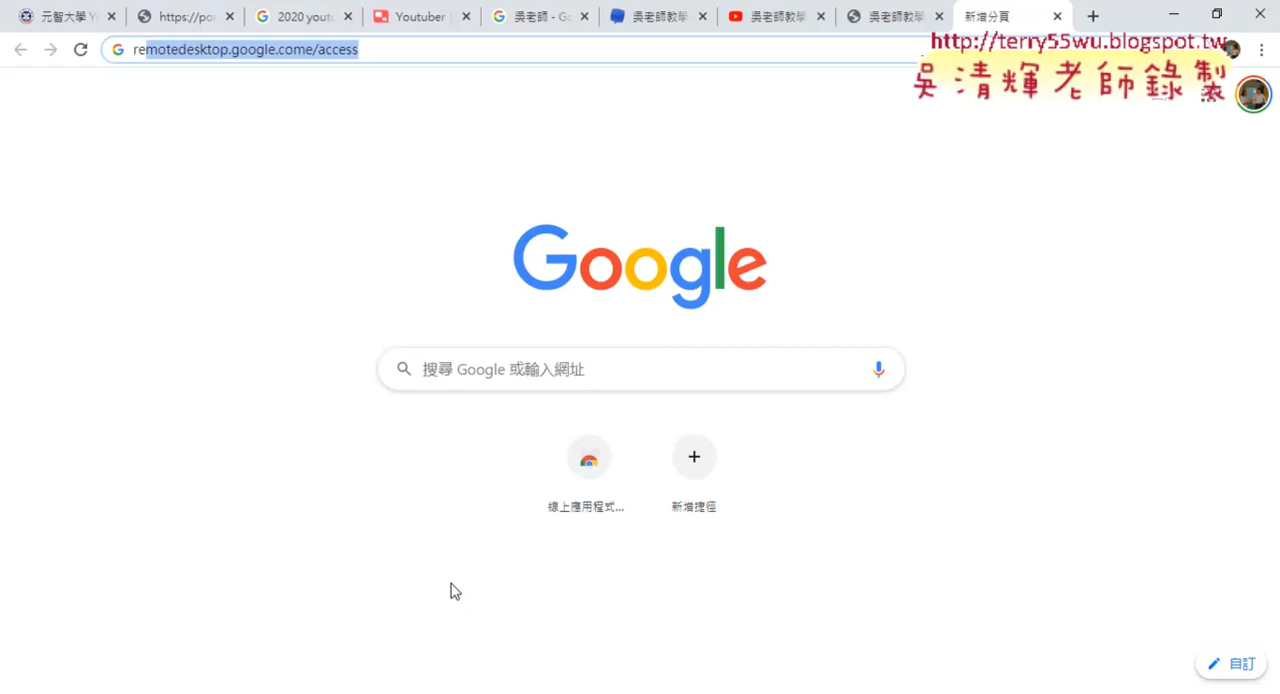 元智大學 Y
https://po
2020 yout
Youtuber
吳老師 - Go
吳老師教學
吳老師教學
吳老師教學
新增分頁
remotedesktop.google.come/access
http://terry55wu.blogspot.tw
吳清輝老師錄製
Google
搜尋 Google 或輸入網址
線上應用程式...
新增捷徑
自訂